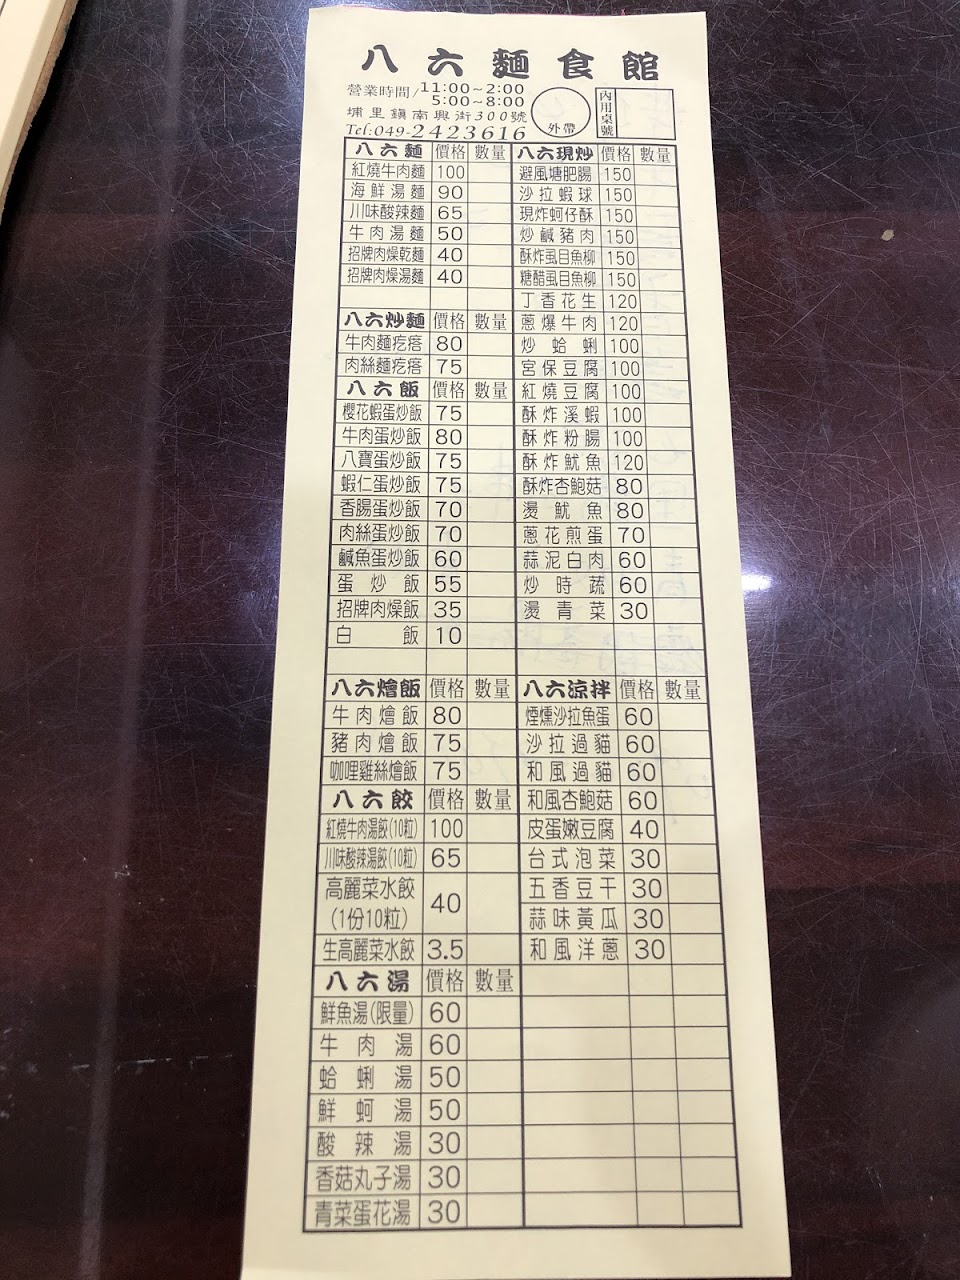 八六麵食館
營業時間/11:00~2:00
5:00~8:00
埔里鎮南興街300號
Tel:049-2423616
外帶
內用桌號
八六麵 價格 數量
紅燒牛肉麵 100
海鮮湯麵 90
川味酸辣麵 65
牛肉湯麵 50
招牌肉燥乾麵 40
招牌肉燥湯麵 40
八六炒麵 價格 數量
牛肉麵疙瘩 80
肉絲麵疙瘩 75
八六飯 價格 數量
櫻花蝦蛋炒飯 75
牛肉蛋炒飯 80
八寶蛋炒飯 75
蝦仁蛋炒飯 75
香腸蛋炒飯 70
肉絲蛋炒飯 70
鹹魚蛋炒飯 60
蛋炒飯 55
招牌肉燥飯 35
白飯 10
八六燴飯 價格 數量
牛肉燴飯 80
豬肉燴飯 75
咖哩雞絲燴飯 75
八六餃 價格 數量
紅燒牛肉湯餃(10粒) 100
川味酸辣湯餃(10粒) 65
高麗菜水餃
(1份10粒) 40
生高麗菜水餃 3.5
八六湯 價格 數量
鮮魚湯(限量) 60
牛肉湯 60
蛤蜊湯 50
鮮蚵湯 50
酸辣湯 30
香菇丸子湯 30
青菜蛋花湯 30
八六現炒 價格 數量
避風塘肥腸 150
沙拉蝦球 150
現炸蚵仔酥 150
炒鹹豬肉 150
酥炸虱目魚柳 150
糖醋虱目魚柳 150
丁香花生 120
蔥爆牛肉 120
炒蛤蜊 100
宮保豆腐 100
紅燒豆腐 100
酥炸溪蝦 100
酥炸粉腸 100
酥炸魷魚 120
酥炸杏鮑菇 80
燙魷魚 80
蔥花煎蛋 70
蒜泥白肉 60
炒時蔬 60
燙青菜 30
八六涼拌 價格 數量
煙燻沙拉魚蛋 60
沙拉過貓 60
和風過貓 60
和風杏鮑菇 60
皮蛋嫩豆腐 40
台式泡菜 30
五香豆干 30
蒜味黃瓜 30
和風洋蔥 30